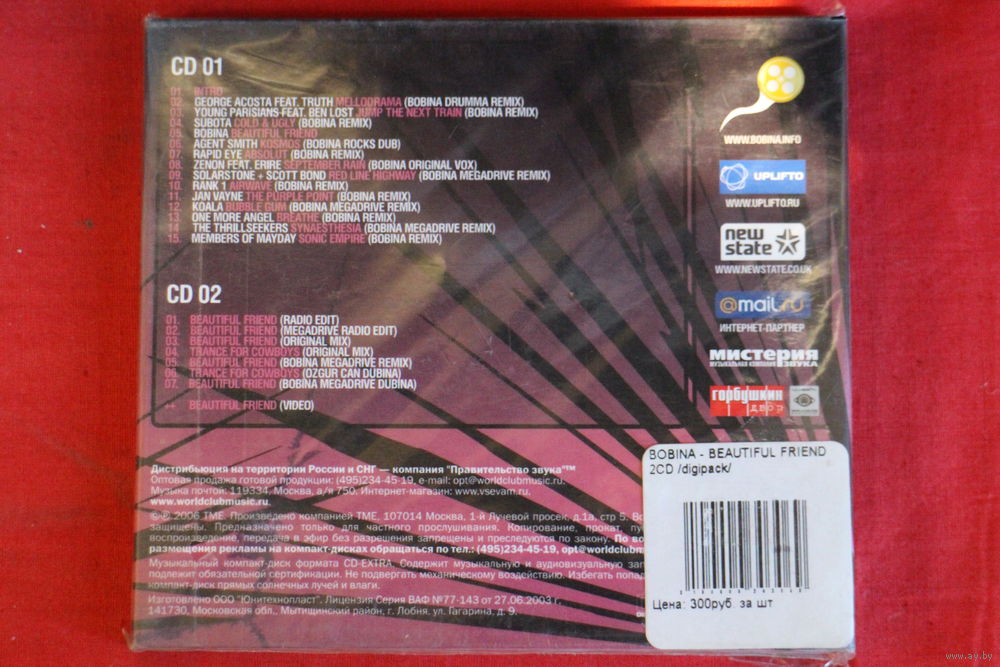 CD 01
01 INTRO
02 GEORGE ACOSTA FEAT. TRUTH MELLODRAMA (BOBINA DRUMMA REMIX)
03. YOUNG PARISIANS FEAT. BEN LOST JUMP THE NEXT TRAIN (BOBINA REMIX)
04. SUBOTA COLD & UGLY (BOBINA REMIX)
05. BOBINA BEAUTIFUL FRIEND
06. AGENT SMITH KOSMOS (BOBINA ROCKS DUB)
07. RAPID EYE ABSOLUT (BOBINA REMIX)
08. ZENON FEAT. ERIRE SEPTEMBER RAIN (BOBINA ORIGINAL VOX)
09. SOLARSTONE + SCOTT BOND RED LINE HIGHWAY (BOBINA MEGADRIVE REMIX)
10. RANK 1 AIRWAVE (BOBINA REMIX)
11. JAN VAYNE THE PURPLE POINT (BOBINA REMIX)
12. KOALA BUBBLE GUM (BOBINA MEGADRIVE REMIX)
13. ONE MORE ANGEL BREATHE (BOBINA REMIX)
14 THE THRILLSEEKERS SYNAESTHESIA (BOBINA MEGADRIVE REMIX)
15. MEMBERS OF MAYDAY SONIC EMPIRE (BOBINA REMIX)
CD 02
01. BEAUTIFUL FRIEND (RADIO EDIT)
02. BEAUTIFUL FRIEND (MEGADRIVE RADIO EDIT)
03. BEAUTIFUL FRIEND (ORIGINAL MIX)
04. TRANCE FOR COWBOYS (ORIGINAL MIX)
05. BEAUTIFUL FRIEND (BOBINA MEGADRIVE REMIX)
06. TRANCE FOR COWBOYS (OZGUR CAN DUBINA)
07. BEAUTIFUL FRIEND (BOBINA MEGADRIVE DUBINA)
++ BEAUTIFUL FRIEND (VIDEO)
WWW.BOBINA.INFO
UPLIFTO
WWW.UPLIFTO.RU
new state
WWW.NEWSTATE.CO.UK
@mail.ru
ИНТЕРНЕТ-ПАРТНЕР
МИСТЕРИЯ
МУЗЫКАЛЬНАЯ КОМПАНИЯ ЗВУКА
горбушкин
двор
Дистрибьюция на территории России и СНГ — компания "Правительство звука"™
Оптовая продажа готовой продукции: (495)234-45-19, e-mail: opt@worldclubmusic.ru.
Музыка почтой: 119334, Москва, а/я 750. Интернет-магазин: www.vsevam.ru.
www.worldclubmusic.ru
©℗ 2006 TME. Произведено компанией TME, 107014 Москва, 1-й Лучевой просек, д.1а, стр 5.
защищены. Предназначено только для частного прослушивания. Копирование, прокат,
воспроизведение, передача в эфир без разрешения запрещены и преследуются по закону. По
размещения рекламы на компакт-дисках обращаться по тел.: (495)234-45-19, opt@worldclubm
Музыкальный компакт-диск формата CD-EXTRA. Содержит музыкальную и аудиовизуальную
подлежит обязательной сертификации. Не подвергать механическому воздействию. Избегать
компакт-диск прямых солнечных лучей и влаги.
Изготовлено ООО "Юнитехнопласт". Лицензия Серия ВАФ №77-143 от 27.06.2003 г.
141730, Московская обл., Мытищинский район, г. Лобня, ул. Гагарина, д. 9.
BOBINA - BEAUTIFUL FRIEND
2CD /digipack/
Цена: 300руб за шт
www.ay.by